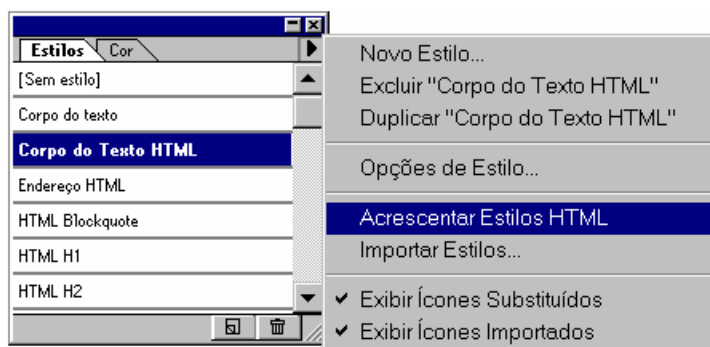 Estilos Cor
[Sem estilo]
Corpo do texto
Corpo do Texto HTML
Endereço HTML
HTML Blockquote
HTML H1
HTML H2
Novo Estilo...
Excluir "Corpo do Texto HTML"
Duplicar "Corpo do Texto HTML"
Opções de Estilo...
Acrescentar Estilos HTML
Importar Estilos...
Exibir Ícones Substituídos
Exibir Ícones Importados